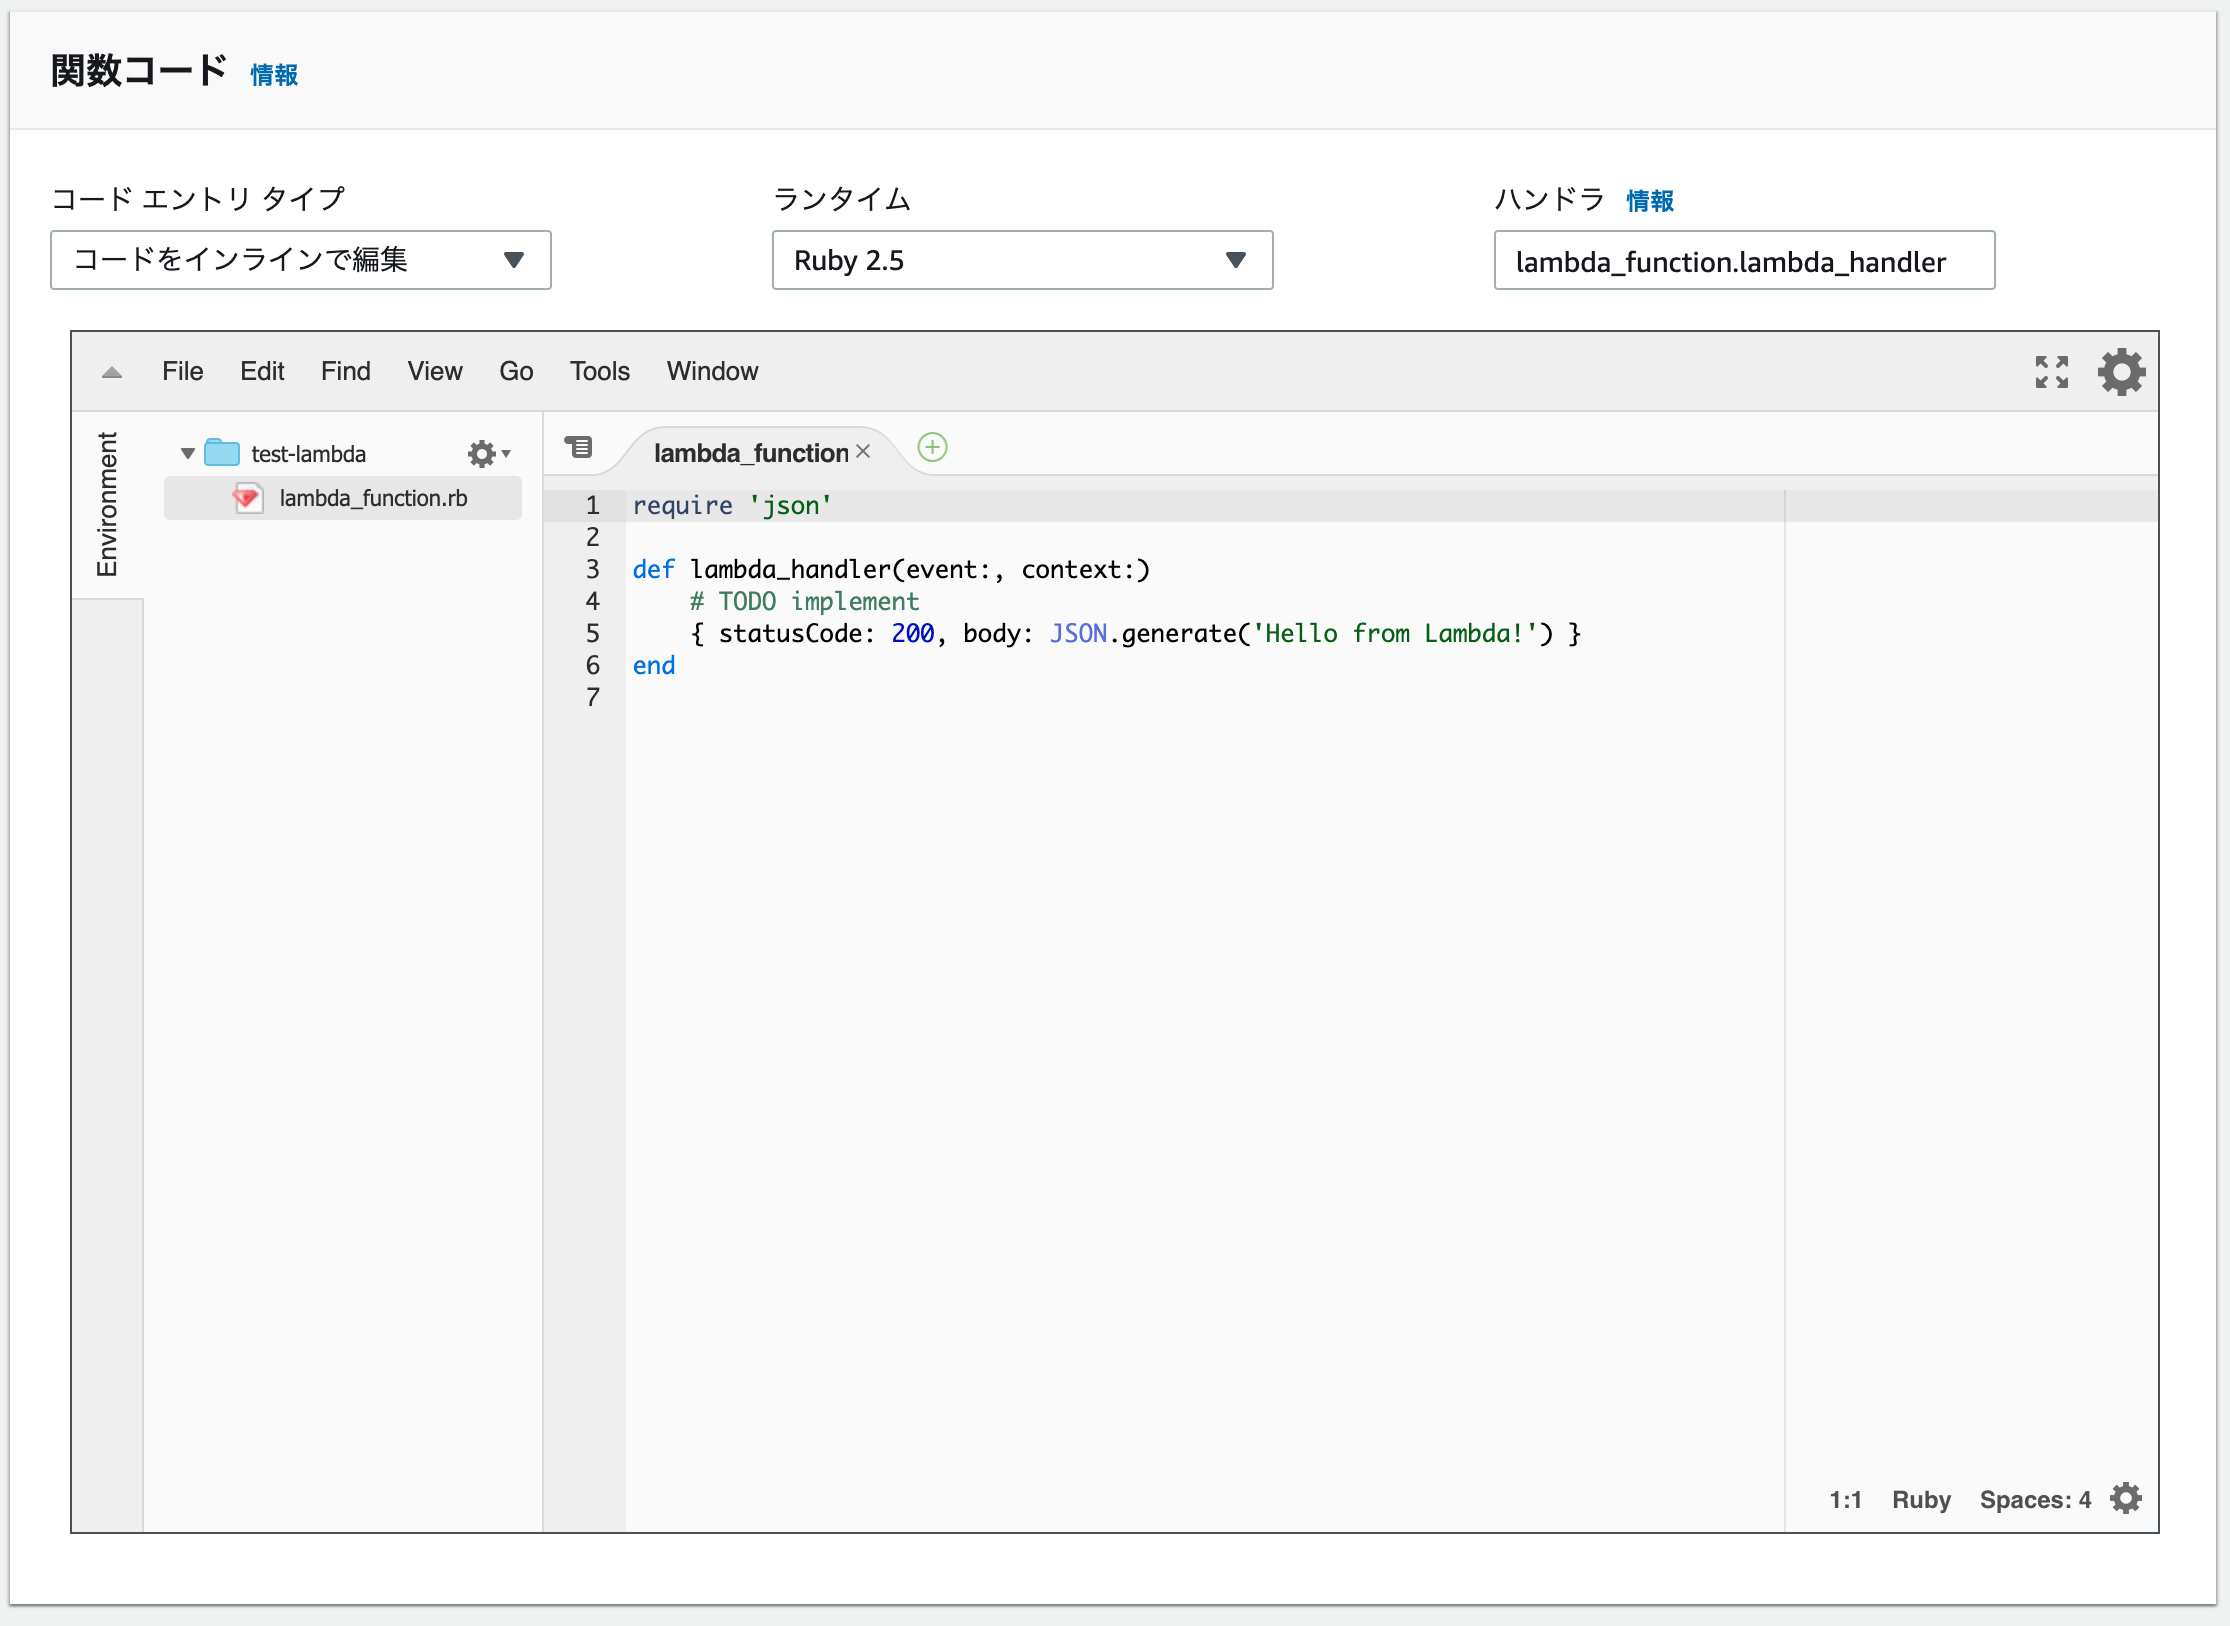 関数コード 情報
コード エントリ タイプ
ランタイム
ハンドラ 情報
コードをインラインで編集
Ruby 2.5
lambda_function.lambda_handler
File Edit Find View Go Tools Window
Environment
test-lambda
lambda_function.rb
lambda_function
1 require 'json'
2
3 def lambda_handler(event:, context:)
4     # TODO implement
5     { statusCode: 200, body: JSON.generate('Hello from Lambda!') }
6 end
7
1:1 Ruby Spaces: 4